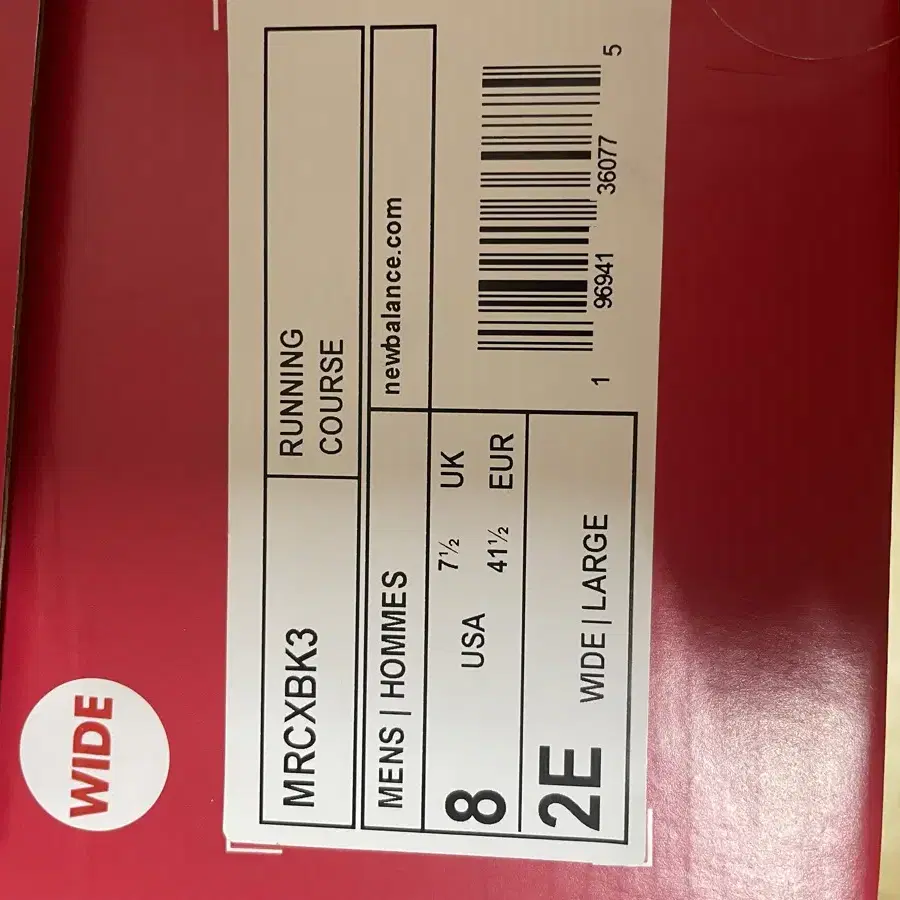 WIDE
MRCXBK3
RUNNING
COURSE
MENS | HOMMES
newbalance.com
8 USA
7½ UK
41½ EUR
2E WIDE | LARGE
1 96941 36077 5